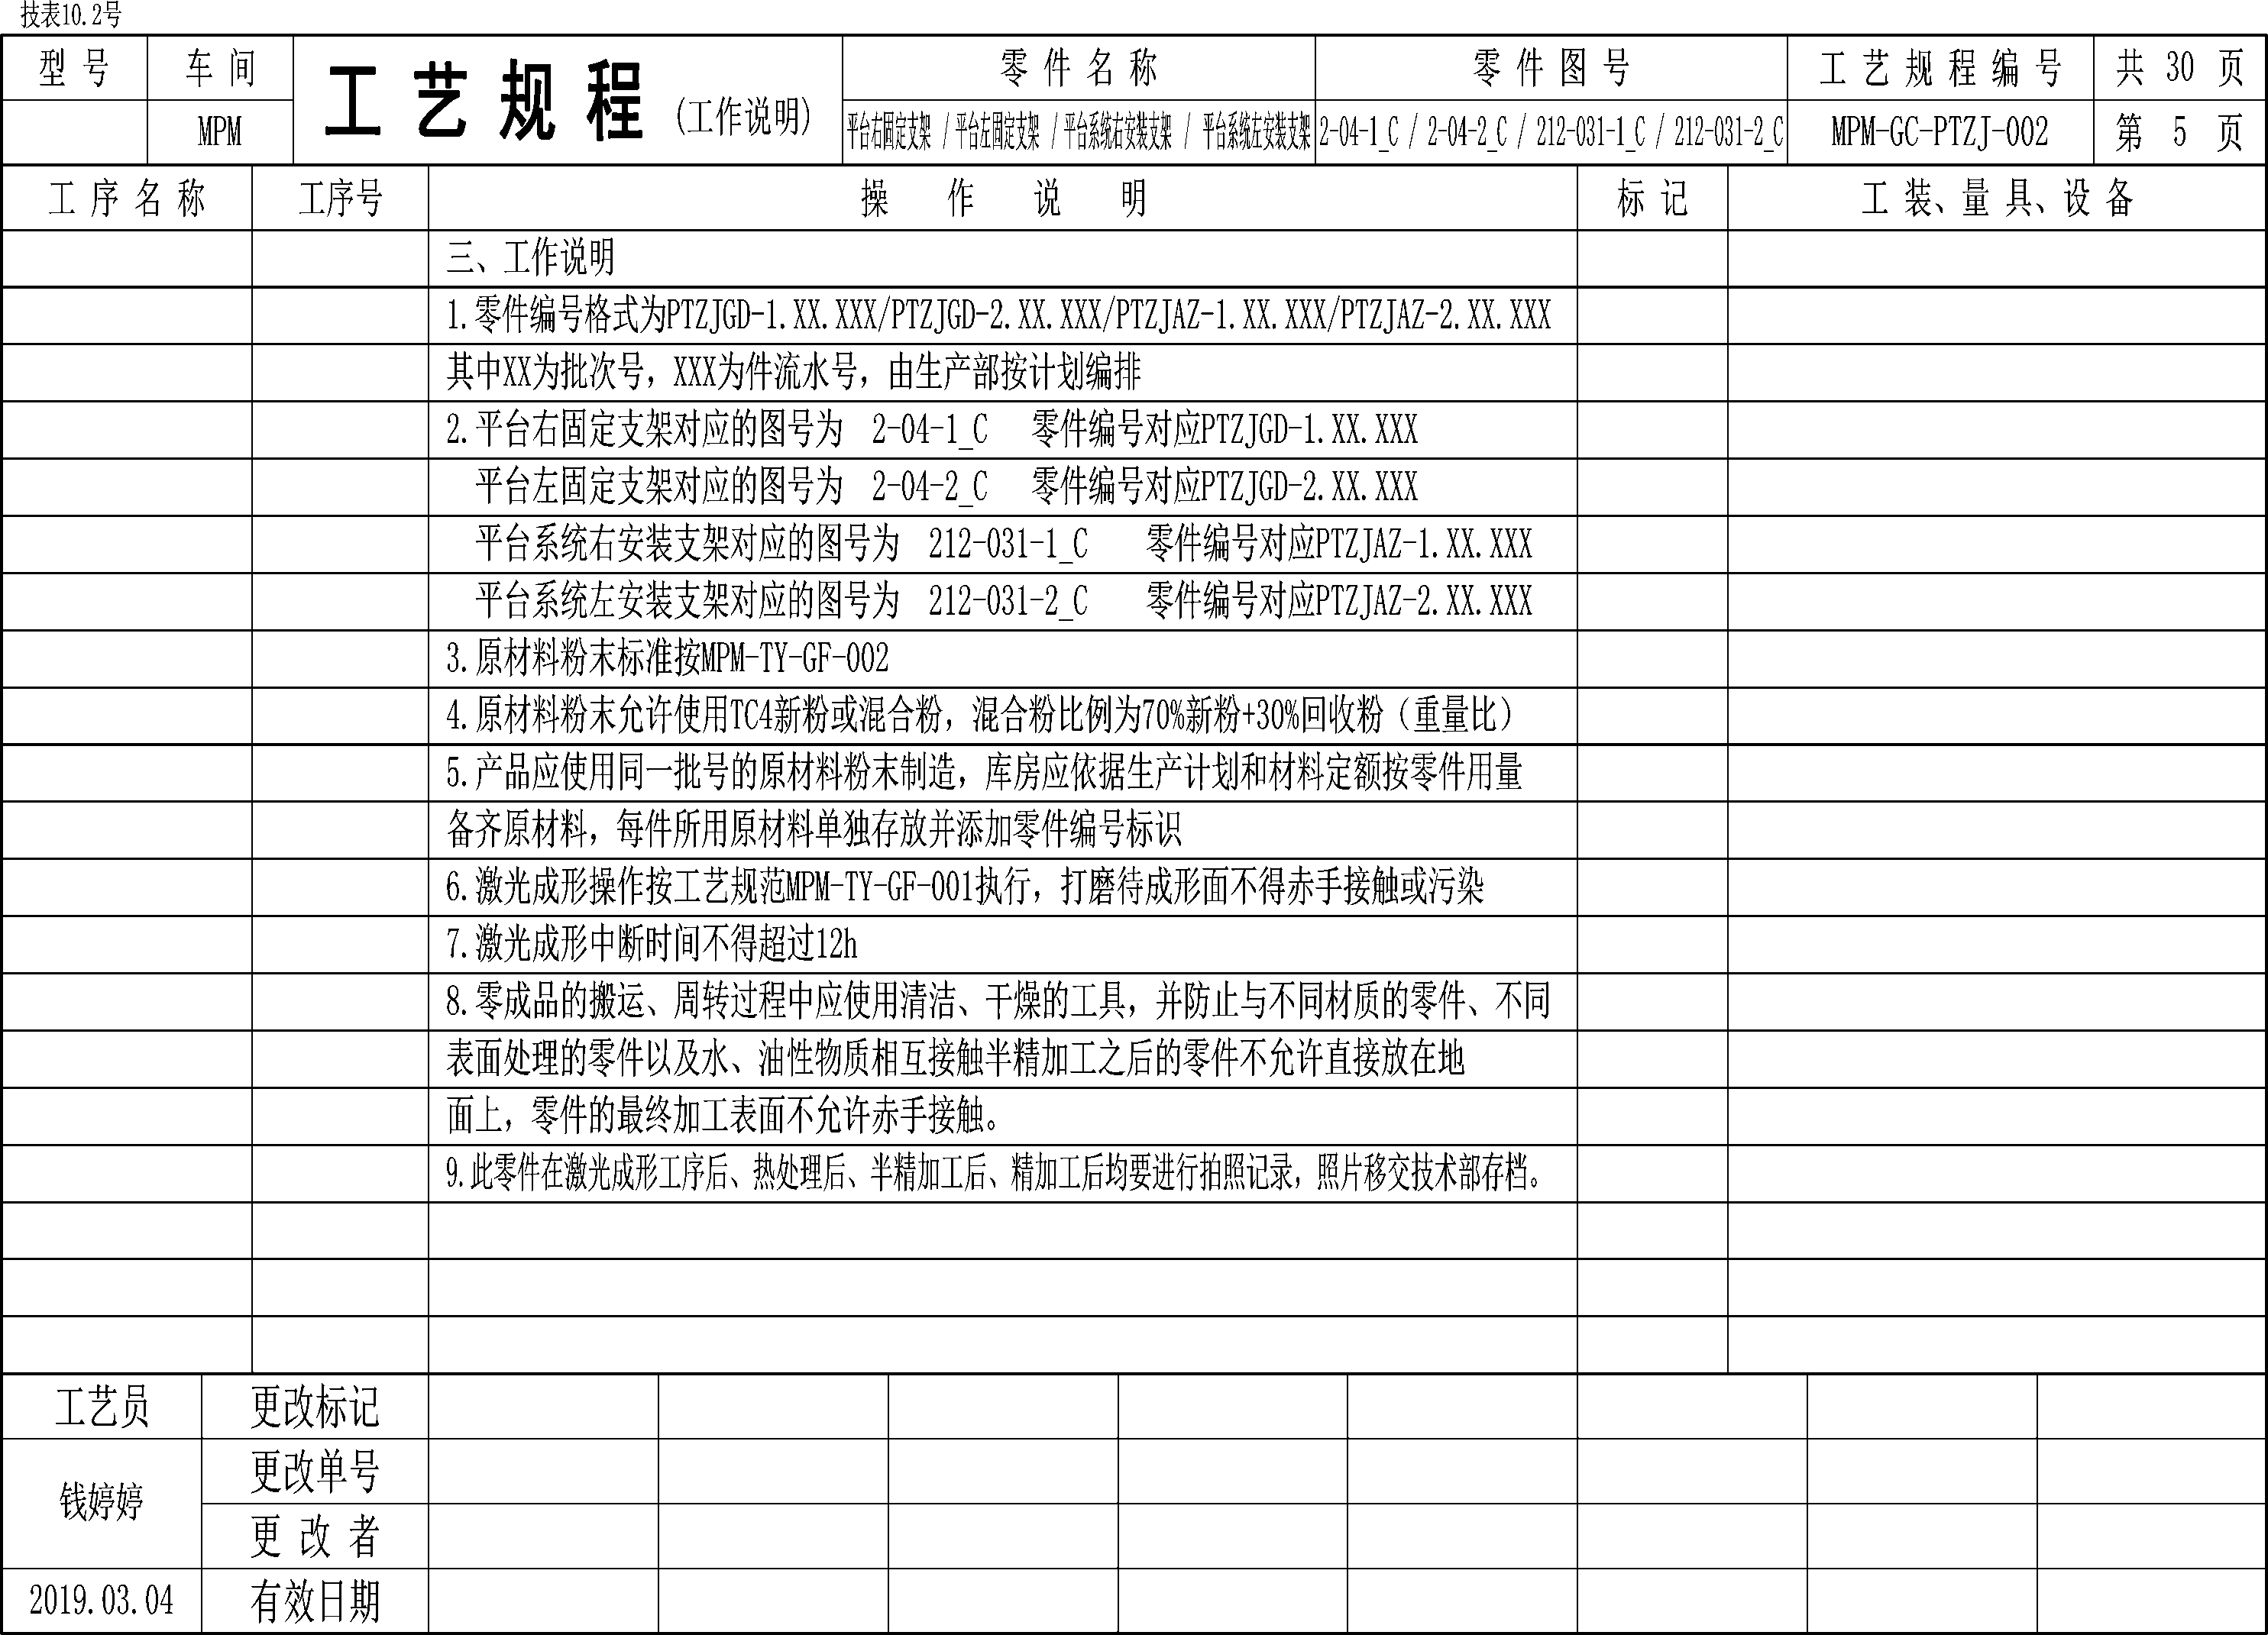 技表10.2号
型 号 车 间 工 艺 规 程 (工作说明) 零 件 名 称 零 件 图 号 工 艺 规 程 编 号 共 30 页
MPM 平台右固定支架 / 平台左固定支架 / 平台系统右安装支架 / 平台系统左安装支架 2-04-1_C / 2-04-2_C / 212-031-1_C / 212-031-2_C MPM-GC-PTZJ-002 第 5 页
工 序 名 称 工序号 操 作 说 明 标 记 工 装、量 具、设 备
三、工作说明
1.零件编号格式为PTZJGD-1.XX.XXX/PTZJGD-2.XX.XXX/PTZJAZ-1.XX.XXX/PTZJAZ-2.XX.XXX
其中XX为批次号，XXX为件流水号，由生产部按计划编排
2.平台右固定支架对应的图号为 2-04-1_C 零件编号对应PTZJGD-1.XX.XXX
平台左固定支架对应的图号为 2-04-2_C 零件编号对应PTZJGD-2.XX.XXX
平台系统右安装支架对应的图号为 212-031-1_C 零件编号对应PTZJAZ-1.XX.XXX
平台系统左安装支架对应的图号为 212-031-2_C 零件编号对应PTZJAZ-2.XX.XXX
3.原材料粉末标准按MPM-TY-GF-002
4.原材料粉末允许使用TC4新粉或混合粉，混合粉比例为70%新粉+30%回收粉（重量比）
5.产品应使用同一批号的原材料粉末制造，库房应依据生产计划和材料定额按零件用量
备齐原材料，每件所用原材料单独存放并添加零件编号标识
6.激光成形操作按工艺规范MPM-TY-GF-001执行，打磨待成形面不得赤手接触或污染
7.激光成形中断时间不得超过12h
8.零成品的搬运、周转过程中应使用清洁、干燥的工具，并防止与不同材质的零件、不同
表面处理的零件以及水、油性物质相互接触半精加工之后的零件不允许直接放在地
面上，零件的最终加工表面不允许赤手接触。
9.此零件在激光成形工序后、热处理后、半精加工后、精加工后均要进行拍照记录，照片移交技术部存档。
工艺员 更改标记
更改单号
钱婷婷
更 改 者
2019.03.04 有效日期